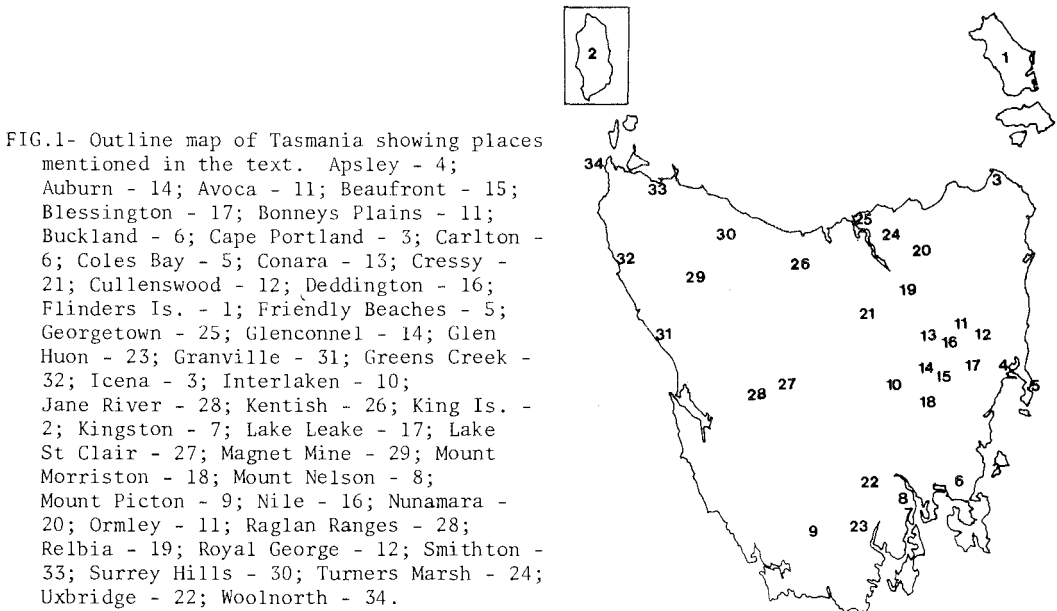 FIG.1- Outline map of Tasmania showing places
mentioned in the text. Apsley - 4;
Auburn - 14; Avoca - 11; Beaufront - 15;
Blessington - 17; Bonneys Plains - 11;
Buckland - 6; Cape Portland - 3; Carlton -
6; Coles Bay - 5; Conara - 13; Cressy -
21; Cullenswood - 12; Deddington - 16;
Flinders Is. - 1; Friendly Beaches - 5;
Georgetown - 25; Glenconnel - 14; Glen
Huon - 23; Granville - 31; Greens Creek -
32; Icena - 3; Interlaken - 10;
Jane River - 28; Kentish - 26; King Is. -
2; Kingston - 7; Lake Leake - 17; Lake
St Clair - 27; Magnet Mine - 29; Mount
Morriston - 18; Mount Nelson - 8;
Mount Picton - 9; Nile - 16; Nunamara -
20; Ormley - 11; Raglan Ranges - 28;
Relbia - 19; Royal George - 12; Smithton -
33; Surrey Hills - 30; Turners Marsh - 24;
Uxbridge - 22; Woolnorth - 34.
2
1
34
33
3
25
30
24
20
32
26
29
19
21
11
31
13
12
16
14
17
4
15
27
10
5
28
18
22
6
8
23
9